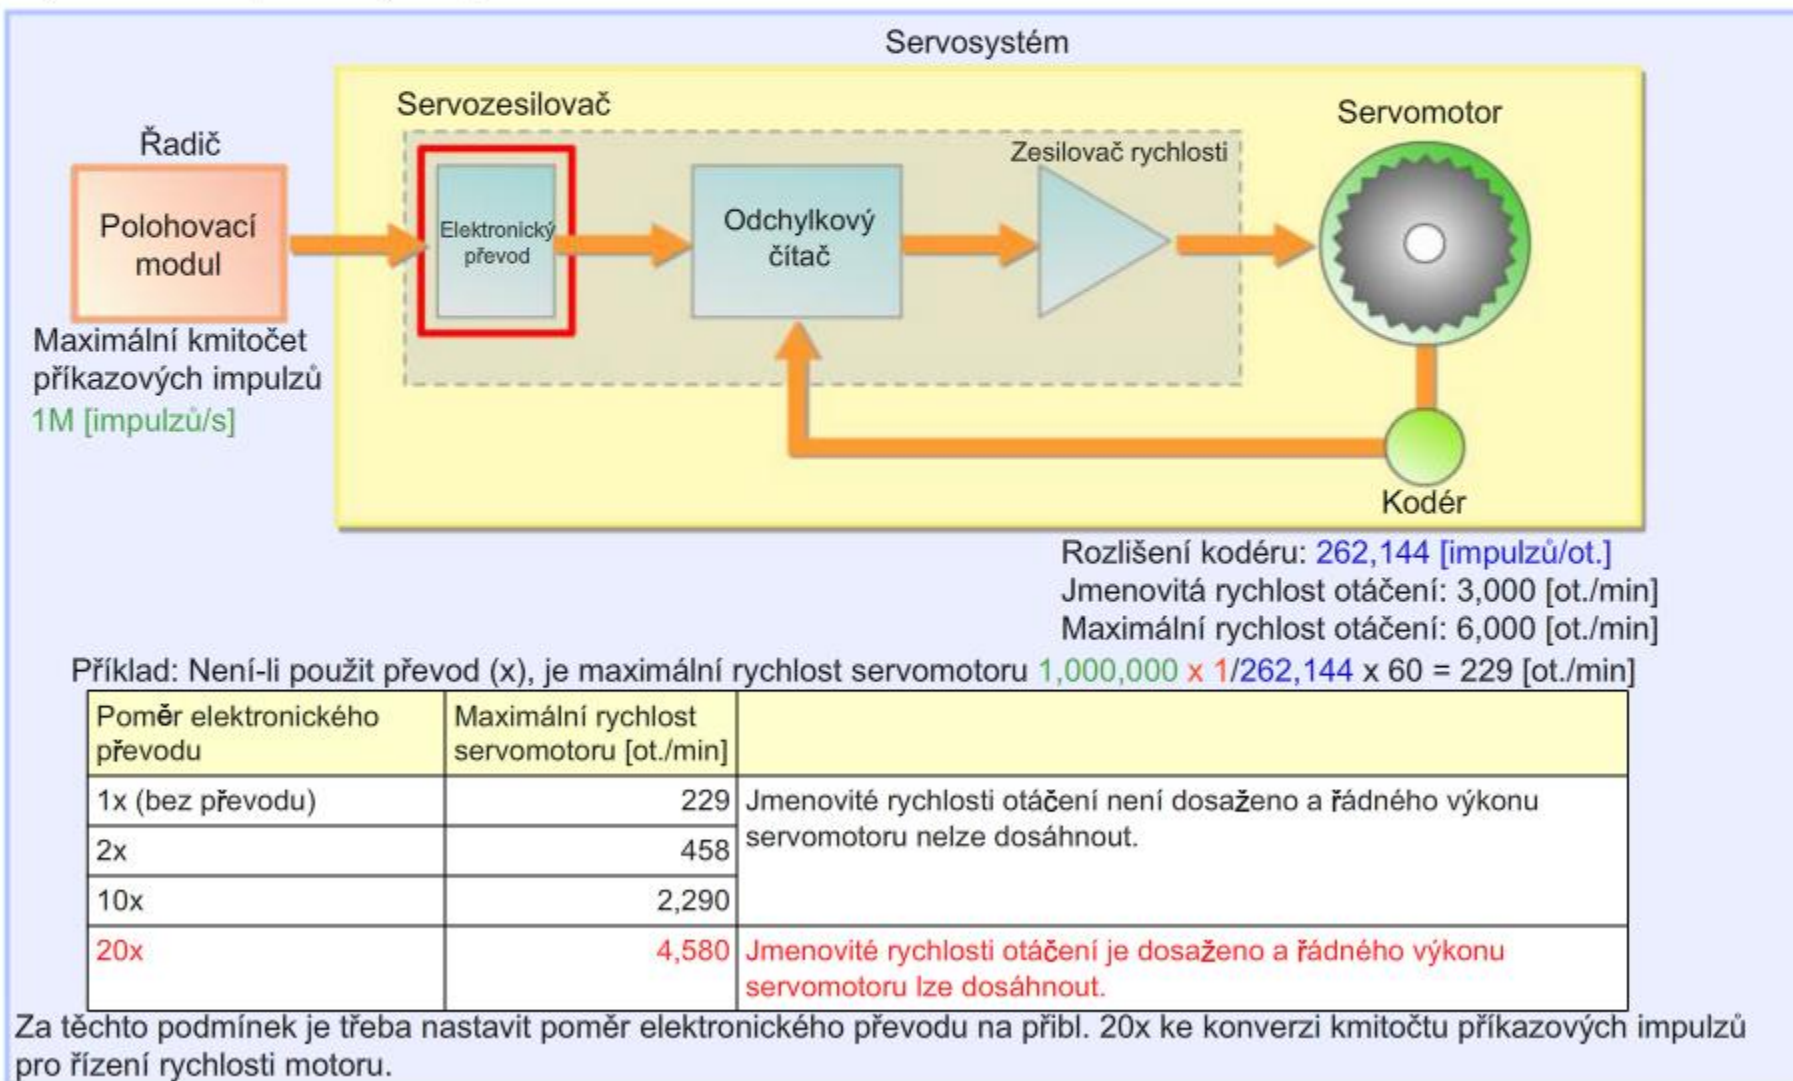 Servosystém
Servozesilovač
Servomotor
Řadič
Zesilovač rychlosti
Polohovací
modul
Elektronický
převod
Odchylkový
čítač
Maximální kmitočet
příkazových impulzů
1M [impulzů/s]
Kodér
Rozlišení kodéru: 262,144 [impulzů/ot.]
Jmenovitá rychlost otáčení: 3,000 [ot./min]
Maximální rychlost otáčení: 6,000 [ot./min]
Příklad: Není-li použit převod (x), je maximální rychlost servomotoru 1,000,000 x 1/262,144 x 60 = 229 [ot./min]
Poměr elektronického
převodu
Maximální rychlost
servomotoru [ot./min]
1x (bez převodu)
229
Jmenovité rychlosti otáčení není dosaženo a řádného výkonu
servomotoru nelze dosáhnout.
2x
458
10x
2,290
20x
4,580
Jmenovité rychlosti otáčení je dosaženo a řádného výkonu
servomotoru lze dosáhnout.
Za těchto podmínek je třeba nastavit poměr elektronického převodu na přibl. 20x ke konverzi kmitočtu příkazových impulzů
pro řízení rychlosti motoru.